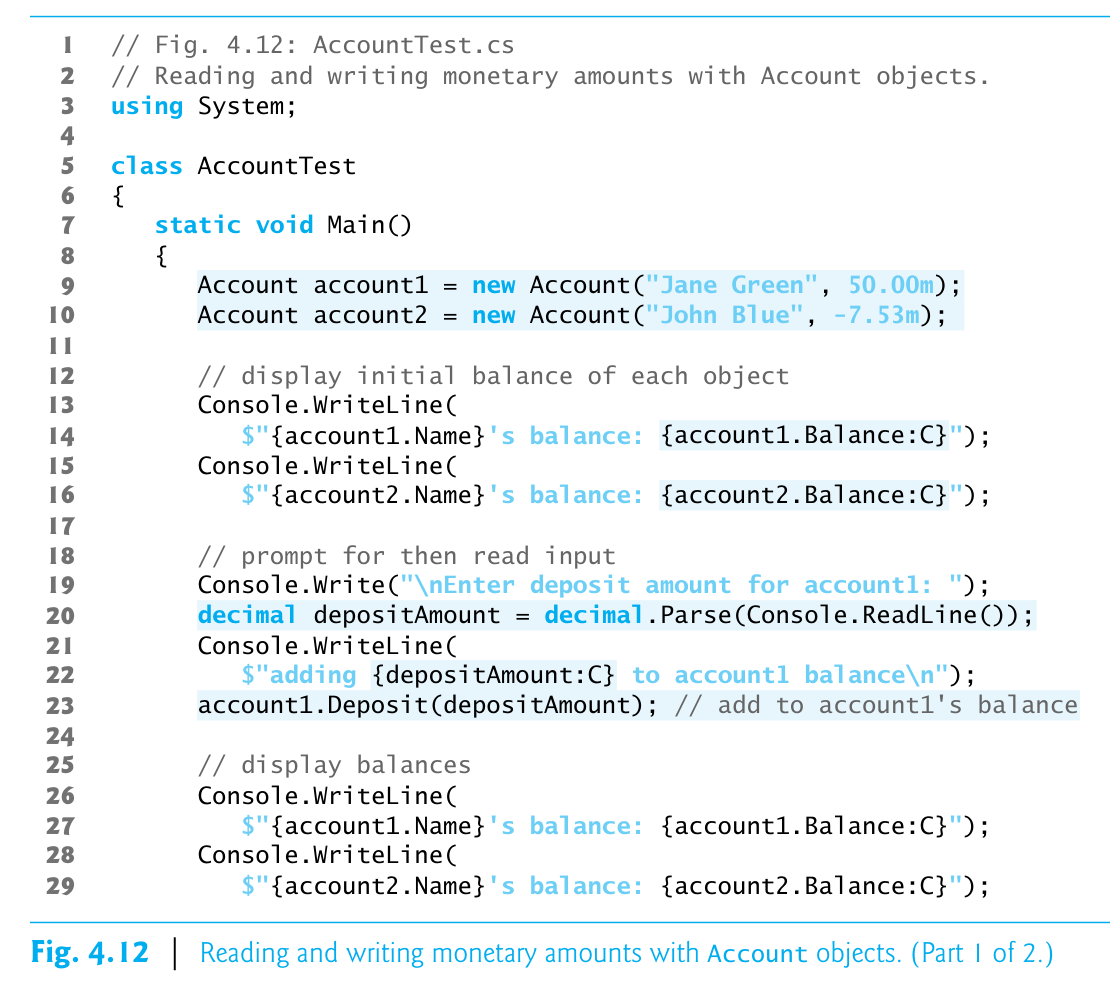 1 // Fig. 4.12: AccountTest.cs
2 // Reading and writing monetary amounts with Account objects.
3 using System;
4
5 class AccountTest
6 {
7 static void Main()
8 {
9 Account account1 = new Account("Jane Green", 50.00m);
10 Account account2 = new Account("John Blue", -7.53m);
11
12 // display initial balance of each object
13 Console.WriteLine(
14 $"{account1.Name}'s balance: {account1.Balance:C}");
15 Console.WriteLine(
16 $"{account2.Name}'s balance: {account2.Balance:C}");
17
18 // prompt for then read input
19 Console.Write("\nEnter deposit amount for account1: ");
20 decimal depositAmount = decimal.Parse(Console.ReadLine());
21 Console.WriteLine(
22 $"adding {depositAmount:C} to account1 balance\n");
23 account1.Deposit(depositAmount); // add to account1's balance
24
25 // display balances
26 Console.WriteLine(
27 $"{account1.Name}'s balance: {account1.Balance:C}");
28 Console.WriteLine(
29 $"{account2.Name}'s balance: {account2.Balance:C}");
Fig. 4.12 | Reading and writing monetary amounts with Account objects. (Part 1 of 2.)